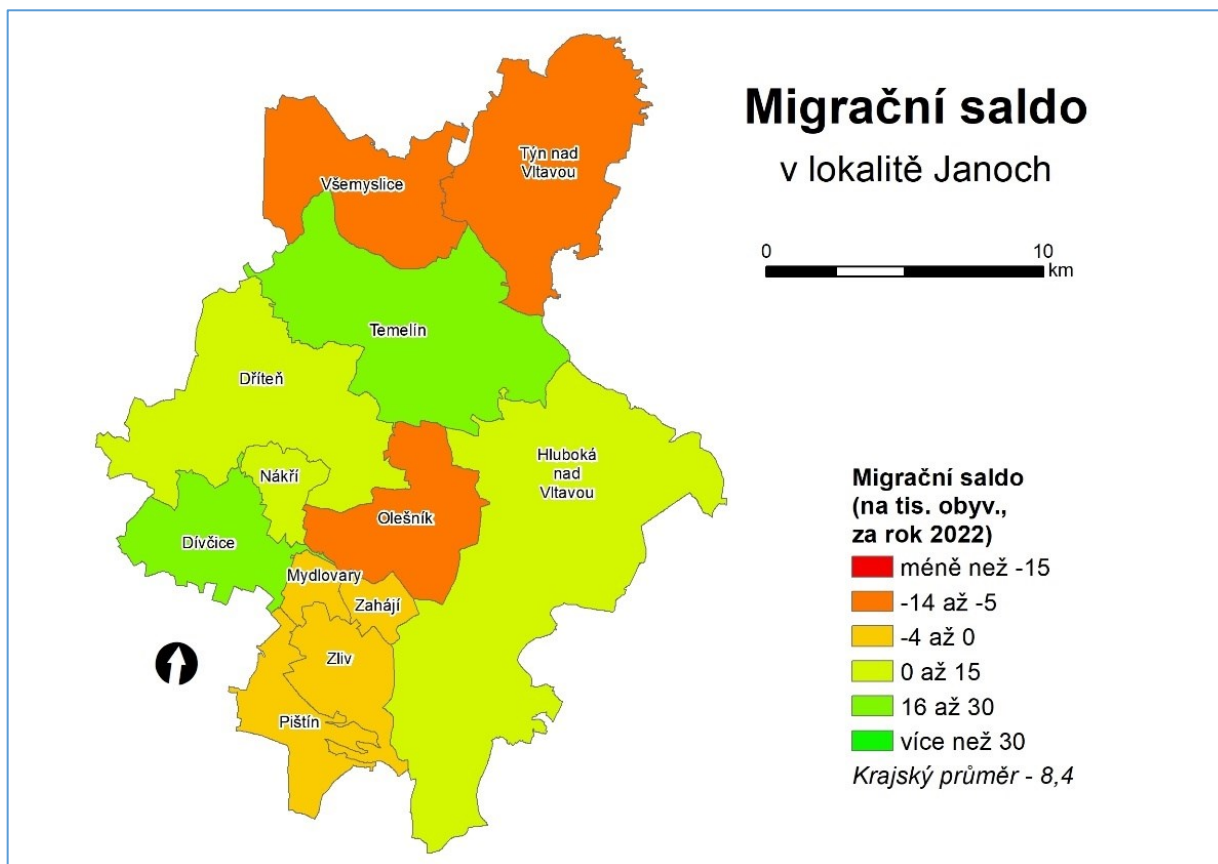 Migrační saldo
v lokalitě Janoch
0
10
km
Týn nad
Vltavou
Všemyslice
Temelín
Dříteň
Hluboká
nad
Vltavou
Nákří
Olešník
Dívčice
Mydlovary
Zahájí
Zliv
Pištín
Migrační saldo
(na tis. obyv.,
za rok 2022)
méně než -15
-14 až -5
-4 až 0
0 až 15
16 až 30
více než 30
Krajský průměr - 8,4